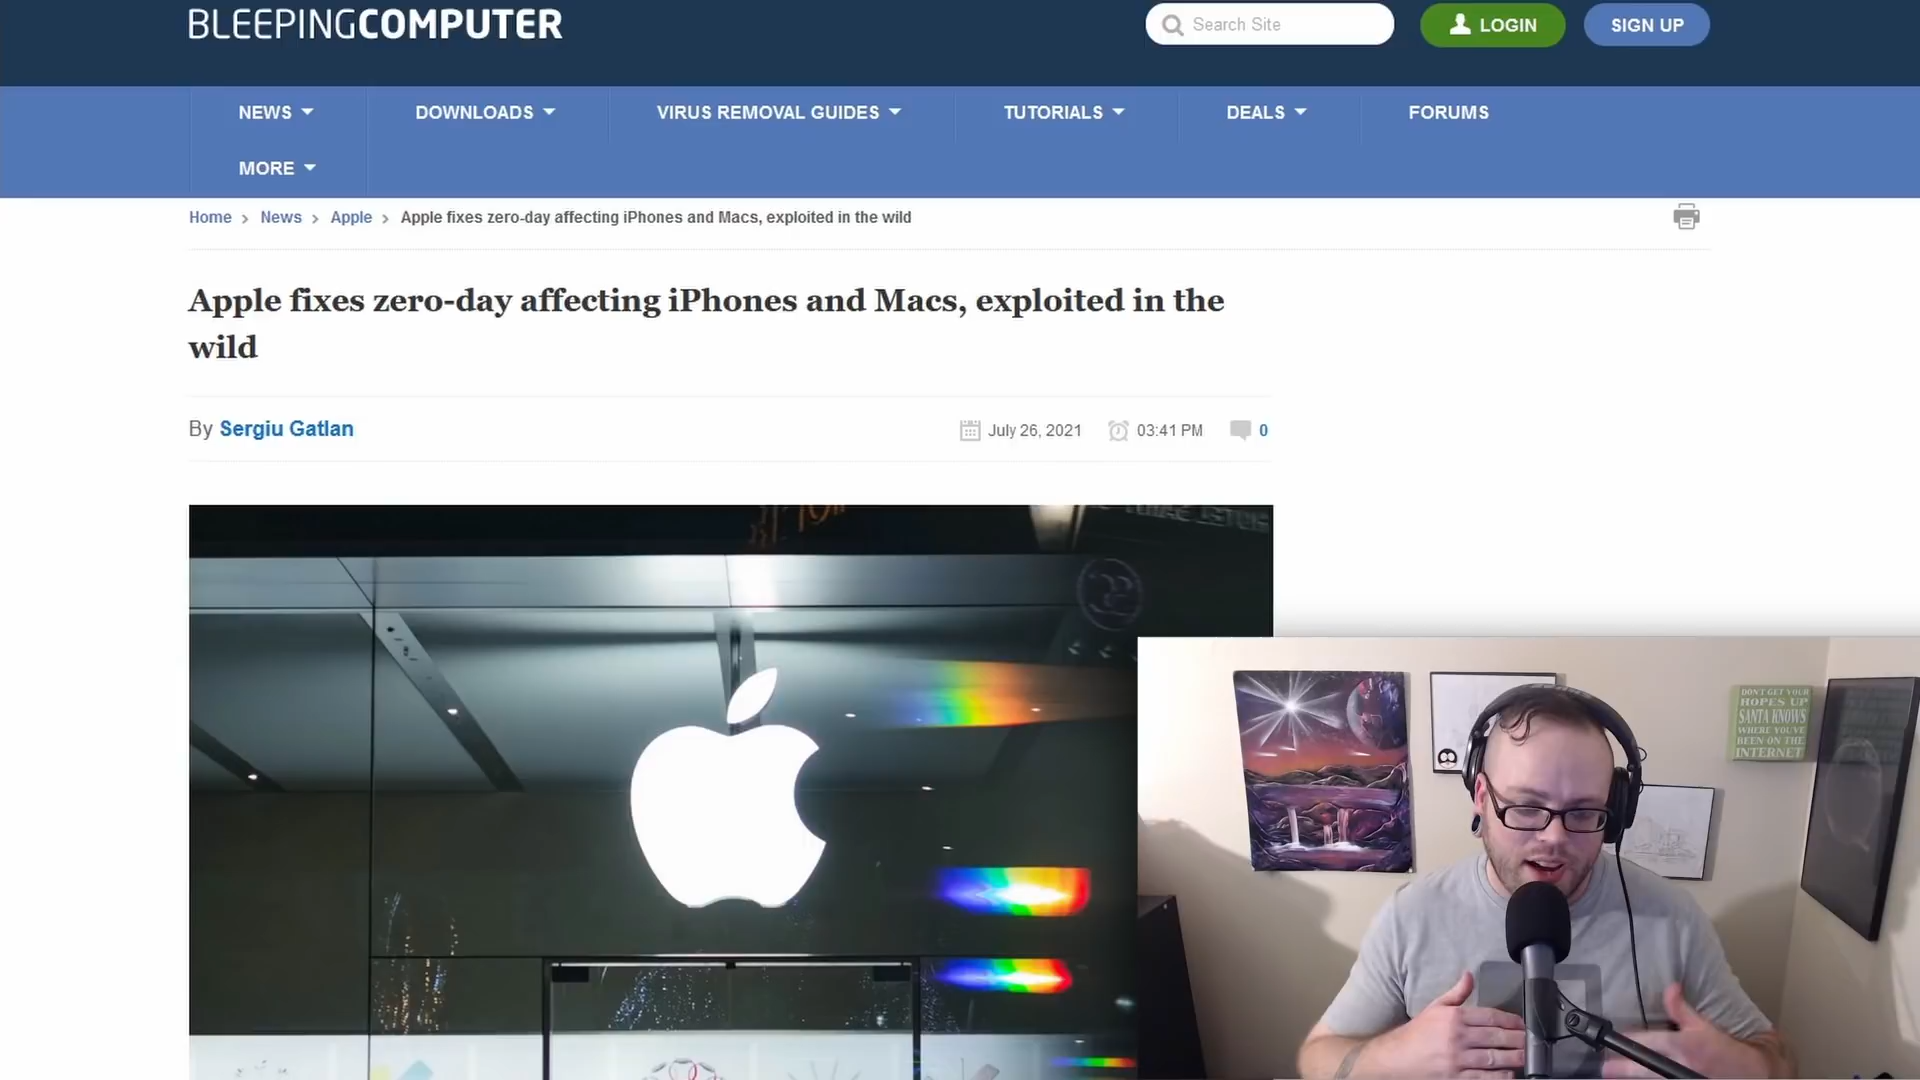 BLEEPINGCOMPUTER
Search Site
LOGIN
SIGN UP
NEWS
DOWNLOADS
VIRUS REMOVAL GUIDES
TUTORIALS
DEALS
FORUMS
MORE
Home > News > Apple > Apple fixes zero-day affecting iPhones and Macs, exploited in the wild
Apple fixes zero-day affecting iPhones and Macs, exploited in the
wild
By Sergiu Gatlan
July 26, 2021
03:41 PM
0
DON'T GET YOUR
HOPES UP
SANTA KNOWS
WHERE YOU'VE
BEEN ON THE
INTERNET